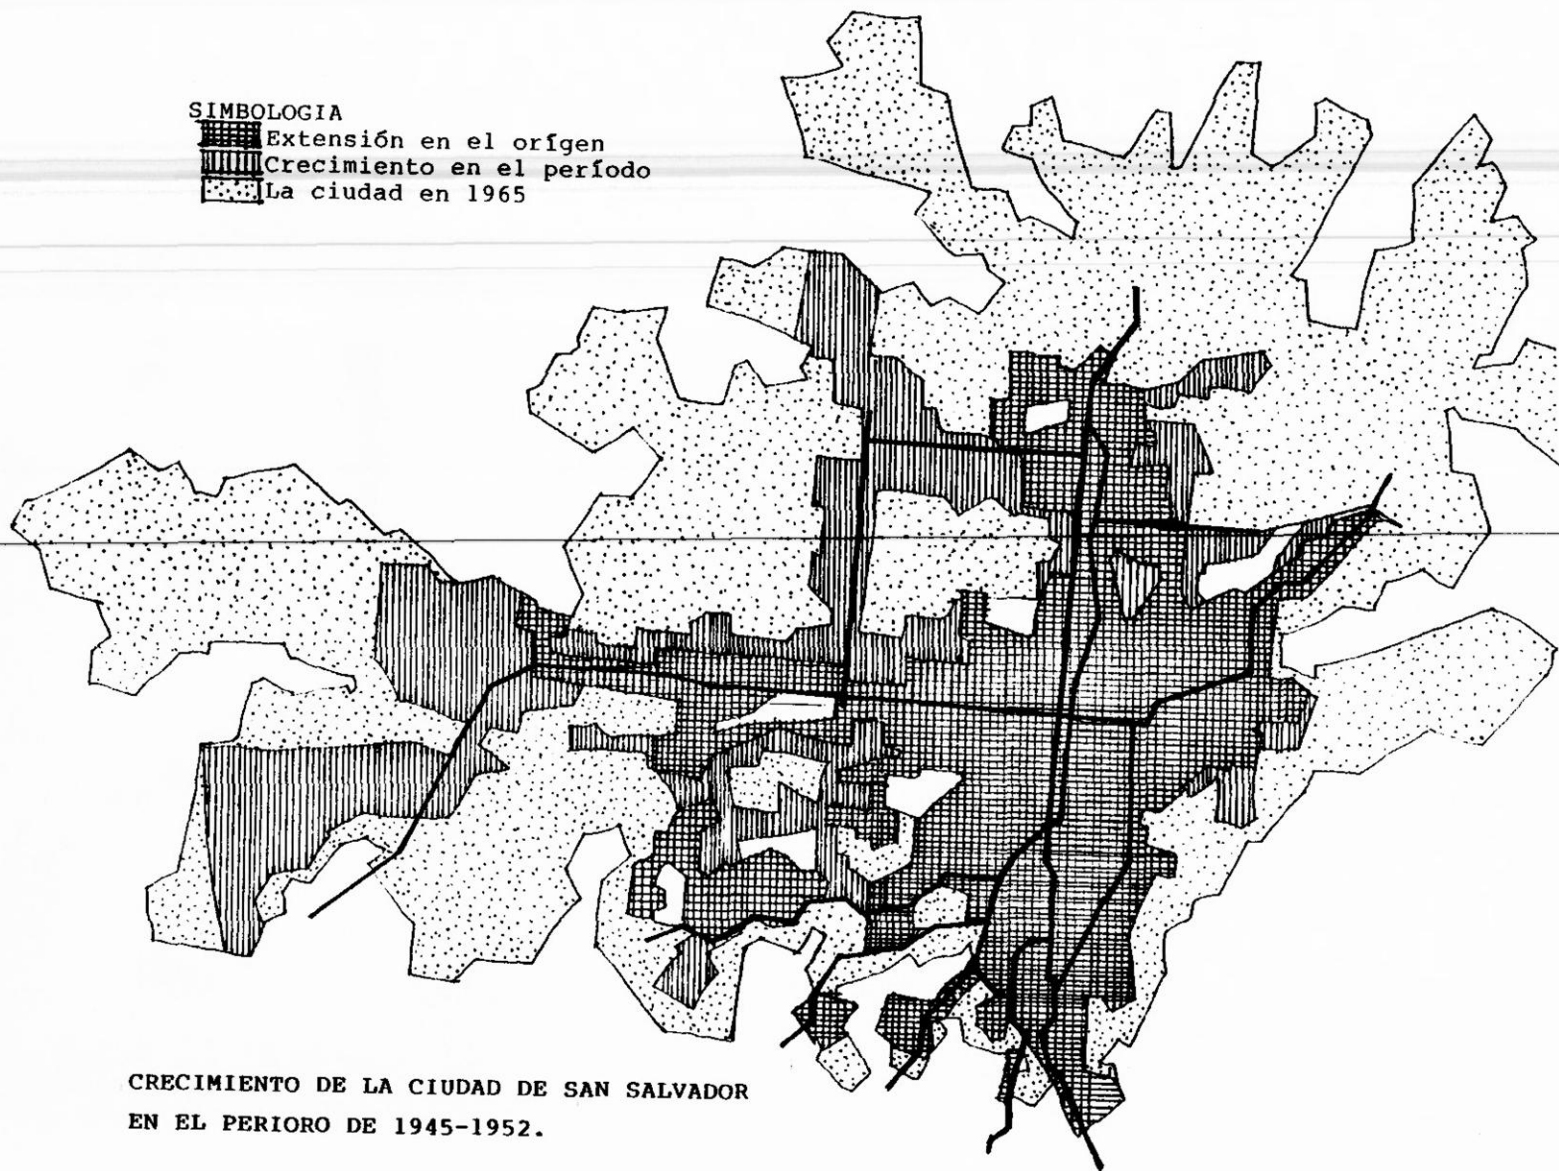 SIMBOLOGIA
Extensión en el orígen
Crecimiento en el período
La ciudad en 1965
CRECIMIENTO DE LA CIUDAD DE SAN SALVADOR
EN EL PERIORO DE 1945-1952.